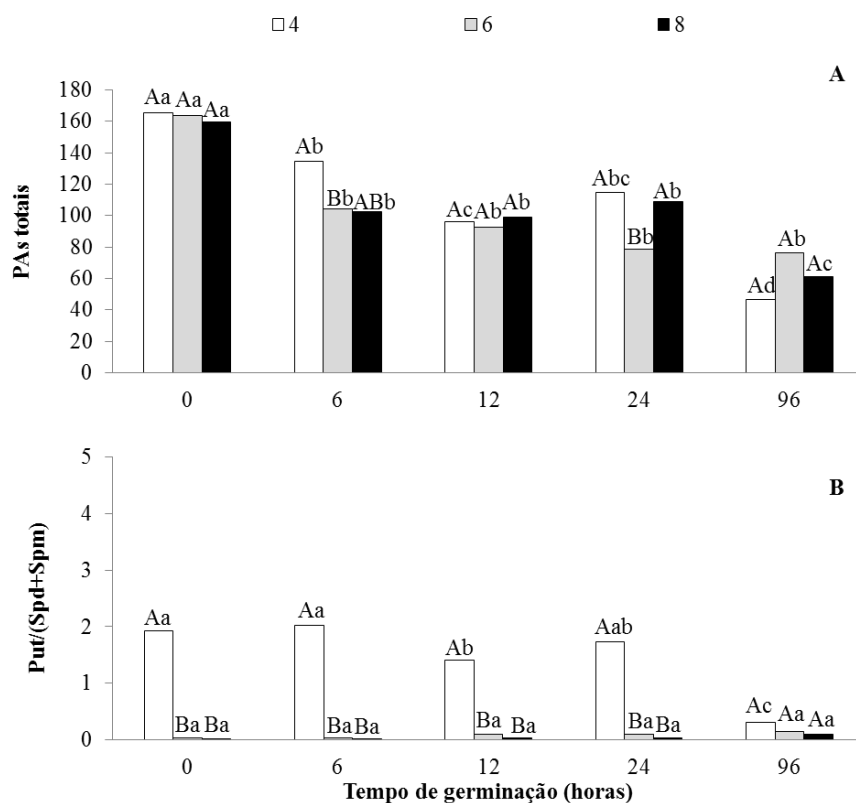 4 6 8
A
PAs totais
180
160
140
120
100
80
60
40
20
0
Aa Aa Aa
Ab Bb ABb
Ac Ab Ab
Abc Bb Ab
Ad Ab Ac
0 6 12 24 96
B
Put/(Spd+Spm)
5
4
3
2
1
0
Aa Ba Ba
Aa Ba Ba
Ab Ba Ba
Aab Ba Ba
Ac Aa Aa
0 6 12 24 96
Tempo de germinação (horas)